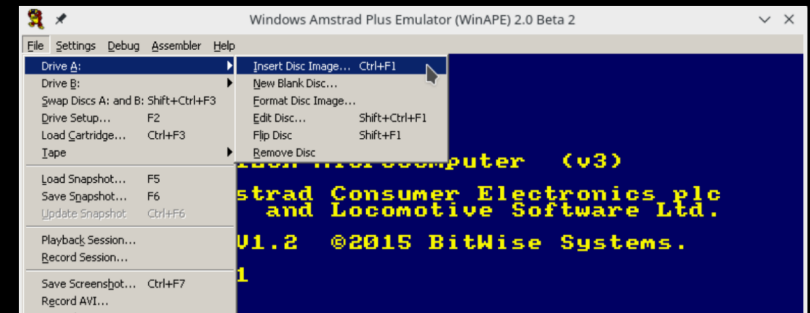 Windows Amstrad Plus Emulator (WinAPE) 2.0 Beta 2
File Settings Debug Assembler Help
Drive A:
Drive B:
Swap Discs A: and B: Shift+Ctrl+F3
Drive Setup... F2
Load Cartridge... Ctrl+F3
Tape
Load Snapshot... F5
Save Snapshot... F6
Update Snapshot Ctrl+F6
Playback Session...
Record Session...
Save Screenshot... Ctrl+F7
Record AVI...
Insert Disc Image... Ctrl+F1
New Blank Disc...
Format Disc Image...
Edit Disc... Shift+Ctrl+F1
Flip Disc Shift+F1
Remove Disc
puter (v3)
strad Consumer Electronics plc
and Locomotive Software Ltd.
V1.2 ©2015 BitWise Systems.
1